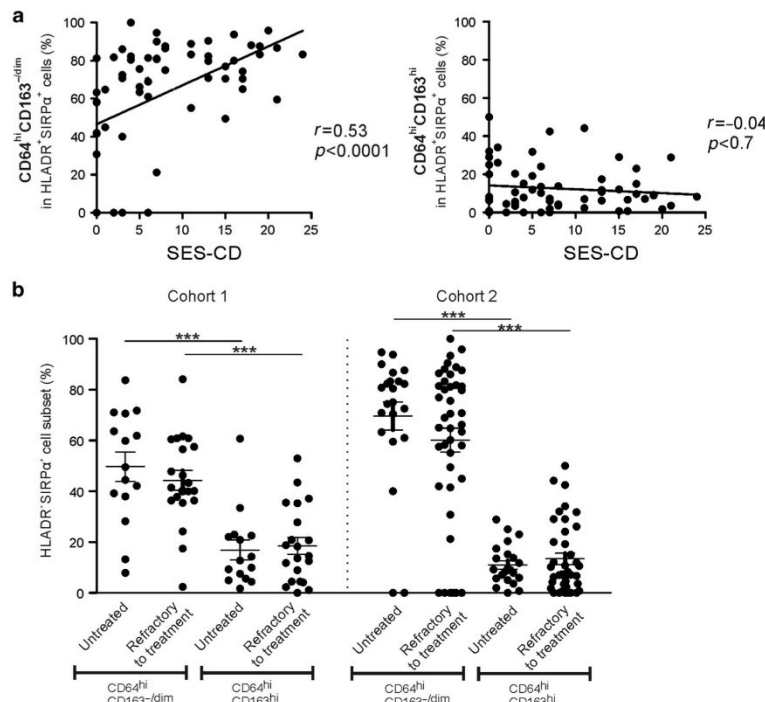 a
CD64hiCD163−/dim
in HLADR+SIRPα+ cells (%)
100
80
60
40
20
0
0 5 10 15 20 25
SES-CD
r=0.53
p<0.0001
CD64hiCD163hi
in HLADR+SIRPα+ cells (%)
100
80
60
40
20
0
0 5 10 15 20 25
SES-CD
r=−0.04
p<0.7
b
Cohort 1
Cohort 2
***
***
***
***
HLADR+SIRPα+ cell subset (%)
100
80
60
40
20
0
Untreated
Refractory
to treatment
Untreated
Refractory
to treatment
Untreated
Refractory
to treatment
Untreated
Refractory
to treatment
CD64hi
CD163−/dim
CD64hi
CD163hi
CD64hi
CD163−/dim
CD64hi
CD163hi